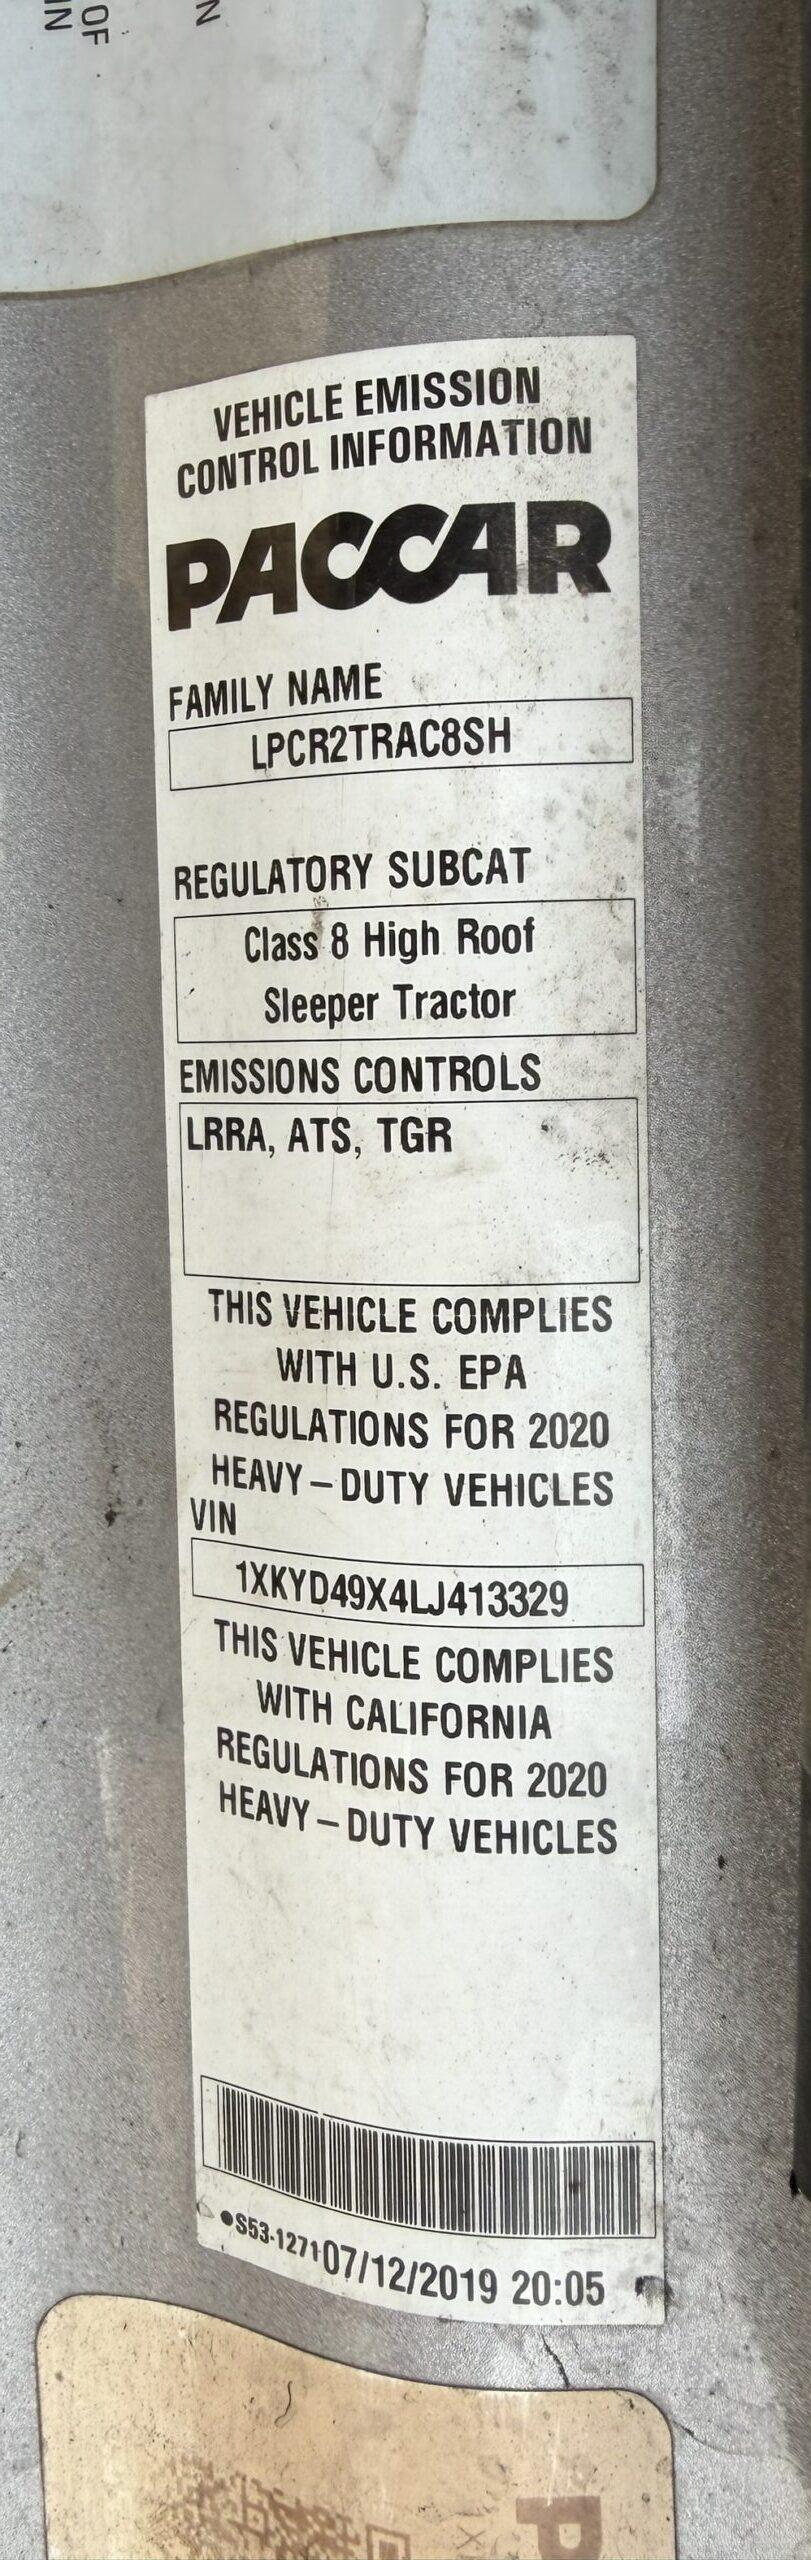 OF
IN
N
VEHICLE EMISSION
CONTROL INFORMATION
PACCAR
FAMILY NAME
LPCR2TRAC8SH
REGULATORY SUBCAT
Class 8 High Roof
Sleeper Tractor
EMISSIONS CONTROLS
LRRA, ATS, TGR
THIS VEHICLE COMPLIES
WITH U.S. EPA
REGULATIONS FOR 2020
HEAVY–DUTY VEHICLES
VIN
1XKYD49X4LJ413329
THIS VEHICLE COMPLIES
WITH CALIFORNIA
REGULATIONS FOR 2020
HEAVY–DUTY VEHICLES
●S53-1271 07/12/2019 20:05
P